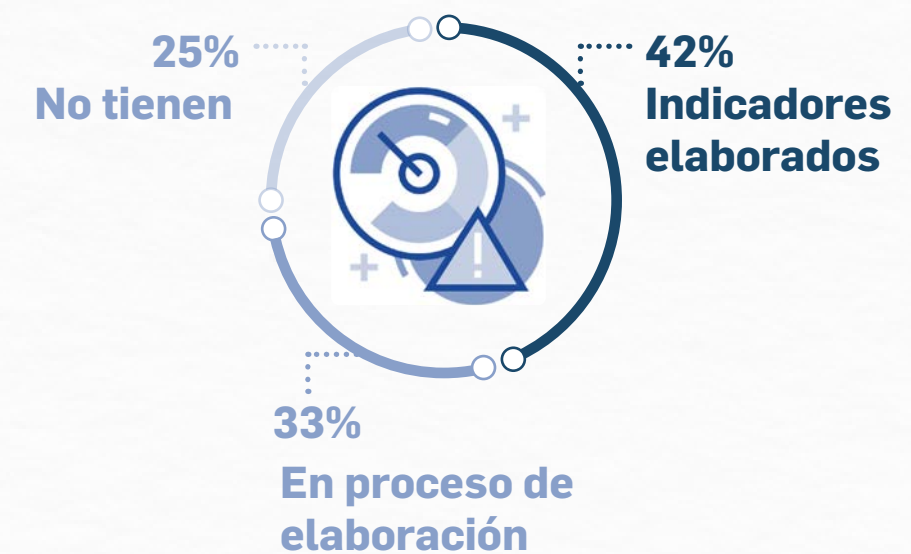 25%
No tienen
42%
Indicadores
elaborados
33%
En proceso de
elaboración